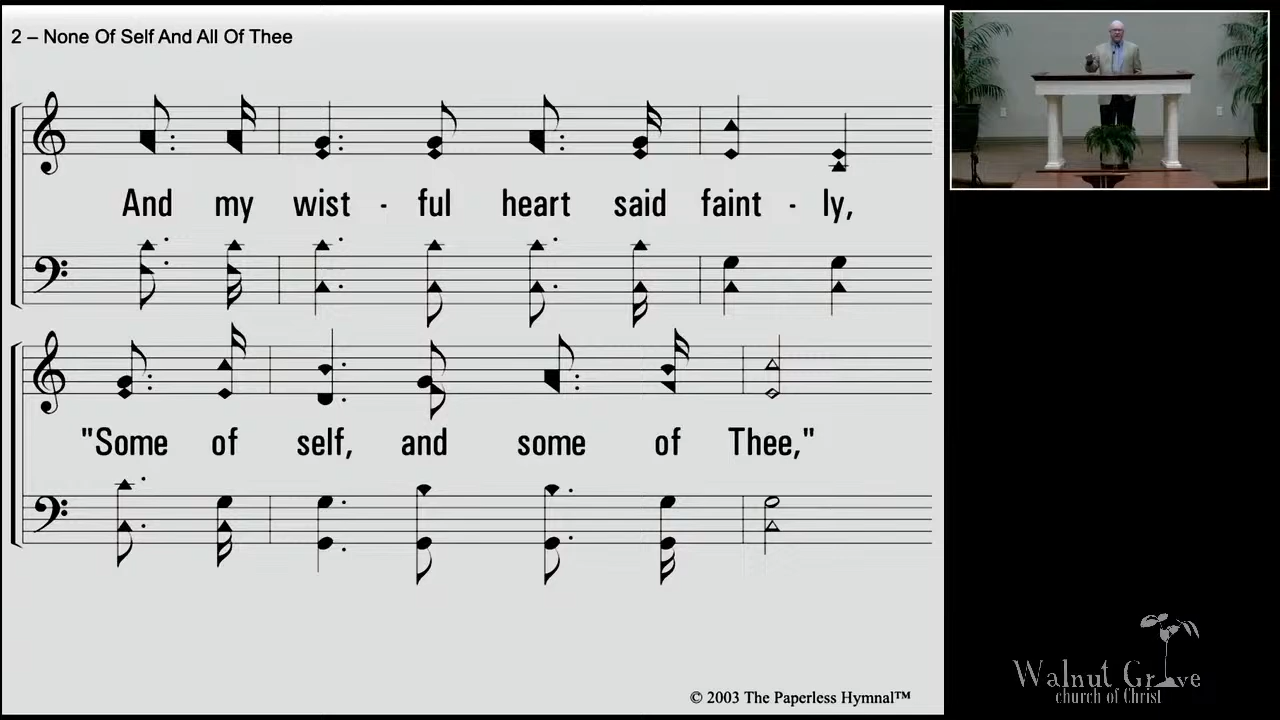 2 – None Of Self And All Of Thee
And my wist - ful heart said faint - ly,
"Some of self, and some of Thee,"
© 2003 The Paperless Hymnal™
Walnut Grove
church of Christ